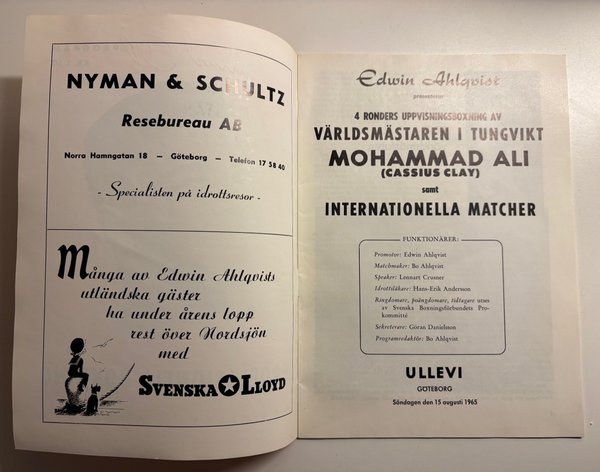 NYMAN & SCHULTZ
Resebureau AB
Norra Hamngatan 18 — Göteborg — Telefon 17 58 40
- Specialisten på idrottsresor -
Många av Edwin Ahlqvists
utländska gäster
ha under årens lopp
rest över Nordsjön
med
SVENSKA LLOYD
Edwin Ahlqvist
presenterar
4 RONDERS UPPVISNINGSBOXNING AV
VÄRLDSMÄSTAREN I TUNGVIKT
MOHAMMAD ALI
(CASSIUS CLAY)
samt
INTERNATIONELLA MATCHER
FUNKTIONÄRER:
Promotor: Edwin Ahlqvist
Matchmaker: Bo Ahlqvist
Speaker: Lennart Crusner
Idrottsläkare: Hans-Erik Andersson
Ringdomare, poängdomare, tidtagare utses
av Svenska Boxningsförbundets Pro-
kommitté
Sekreterare: Göran Danielson
Programredaktör: Bo Ahlqvist
ULLEVI
GÖTEBORG
Söndagen den 15 augusti 1965